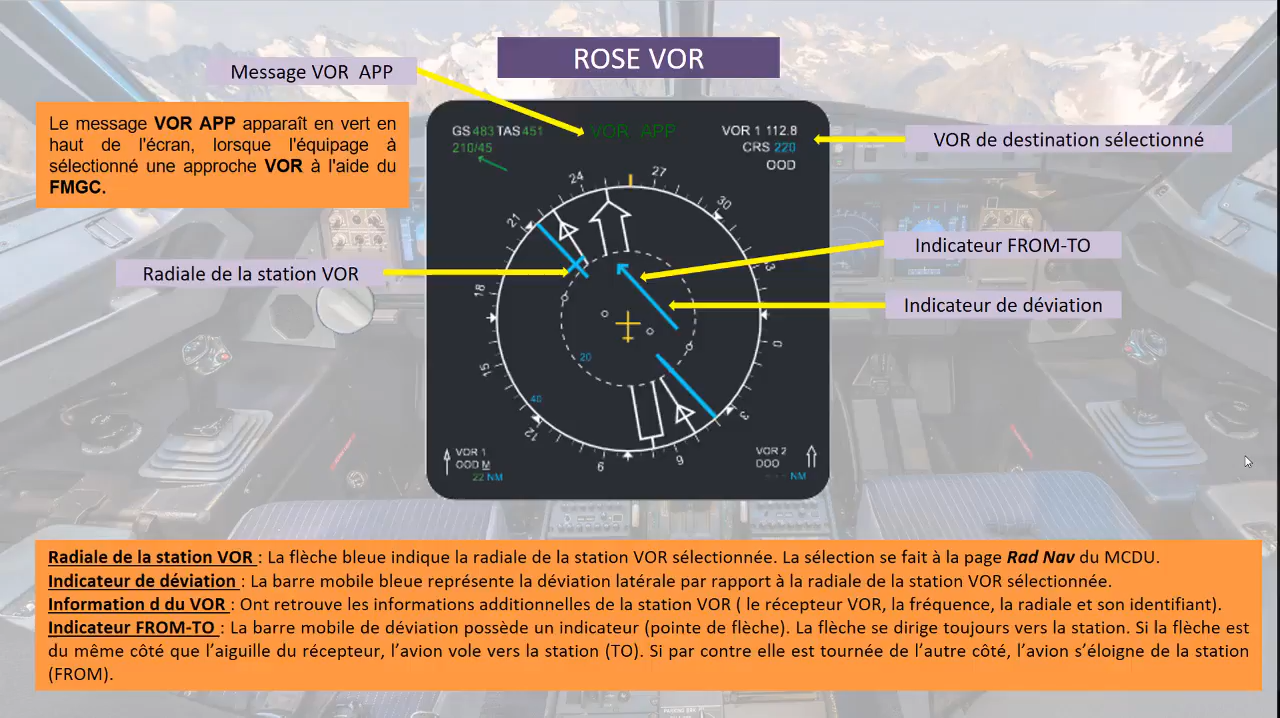 ROSE VOR
Message VOR APP
Le message VOR APP apparaît en vert en
haut de l'écran, lorsque l'équipage à
sélectionné une approche VOR à l'aide du
FMGC.
GS 483 TAS 451
210/45
VOR APP
VOR 1 112.8
CRS 220
OOD
VOR de destination sélectionné
Indicateur FROM-TO
Radiale de la station VOR
Indicateur de déviation
24
27
21
30
18
33
15
0
12
3
9
6
20
40
VOR 1
OOD M
22 NM
VOR 2
DOO
NM
Radiale de la station VOR : La flèche bleue indique la radiale de la station VOR sélectionnée. La sélection se fait à la page Rad Nav du MCDU.
Indicateur de déviation : La barre mobile bleue représente la déviation latérale par rapport à la radiale de la station VOR sélectionnée.
Information d du VOR : Ont retrouve les informations additionnelles de la station VOR ( le récepteur VOR, la fréquence, la radiale et son identifiant).
Indicateur FROM-TO : La barre mobile de déviation possède un indicateur (pointe de flèche). La flèche se dirige toujours vers la station. Si la flèche est
du même côté que l'aiguille du récepteur, l'avion vole vers la station (TO). Si par contre elle est tournée de l'autre côté, l'avion s'éloigne de la station
(FROM).